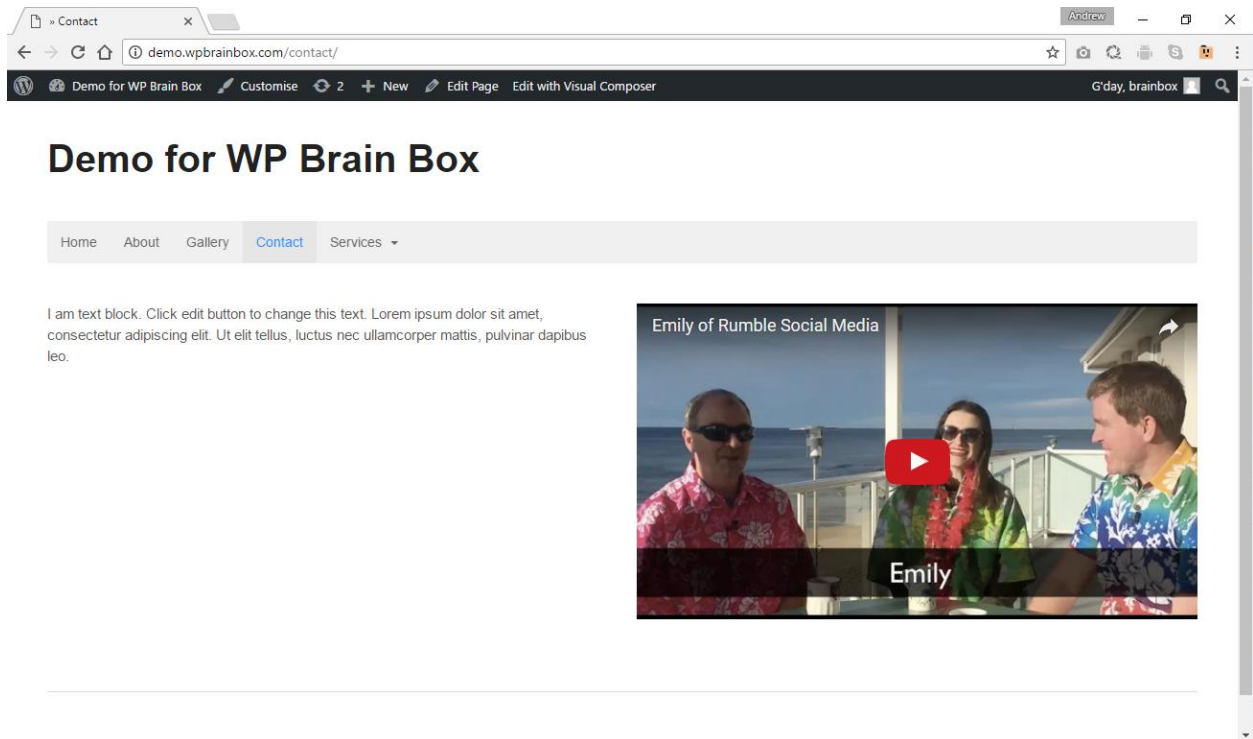 » Contact
Andrew
demo.wpbrainbox.com/contact/
Demo for WP Brain Box Customise 2 New Edit Page Edit with Visual Composer G'day, brainbox
Demo for WP Brain Box
Home About Gallery Contact Services
I am text block. Click edit button to change this text. Lorem ipsum dolor sit amet,
consectetur adipiscing elit. Ut elit tellus, luctus nec ullamcorper mattis, pulvinar dapibus
leo.
Emily of Rumble Social Media
Emily